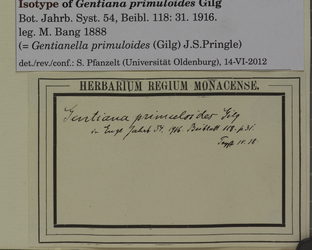 Isotype of Gentiana primuloides Gilg
Bot. Jahrb. Syst. 54, Beibl. 118: 31. 1916.
leg. M. Bang 1888
(= Gentianella primuloides (Gilg) J.S.Pringle)
det./rev./conf.: S. Pfanzelt (Universität Oldenburg), 14-VI-2012
HERBARIUM REGIUM MONACENSE.
Gentiana primuloides Gilg
in Engl. Jahrb. 54. 1916 Beiblatt 118. p. 31.